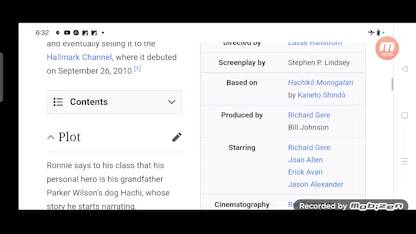 6:32
and eventually selling it to the
Hallmark Channel, where it debuted
on September 26, 2010.[1]
Contents
Plot
Ronnie says to his class that his
personal hero is his grandfather
Parker Wilson's dog Hachi, whose
story he starts narrating.
Directed by Lasse Hallström
Screenplay by Stephen P. Lindsey
Based on Hachikō Monogatari
by Kaneto Shindō
Produced by Richard Gere
Bill Johnson
Starring Richard Gere
Joan Allen
Erick Avari
Jason Alexander
Cinematography
Recorded by Mobizen